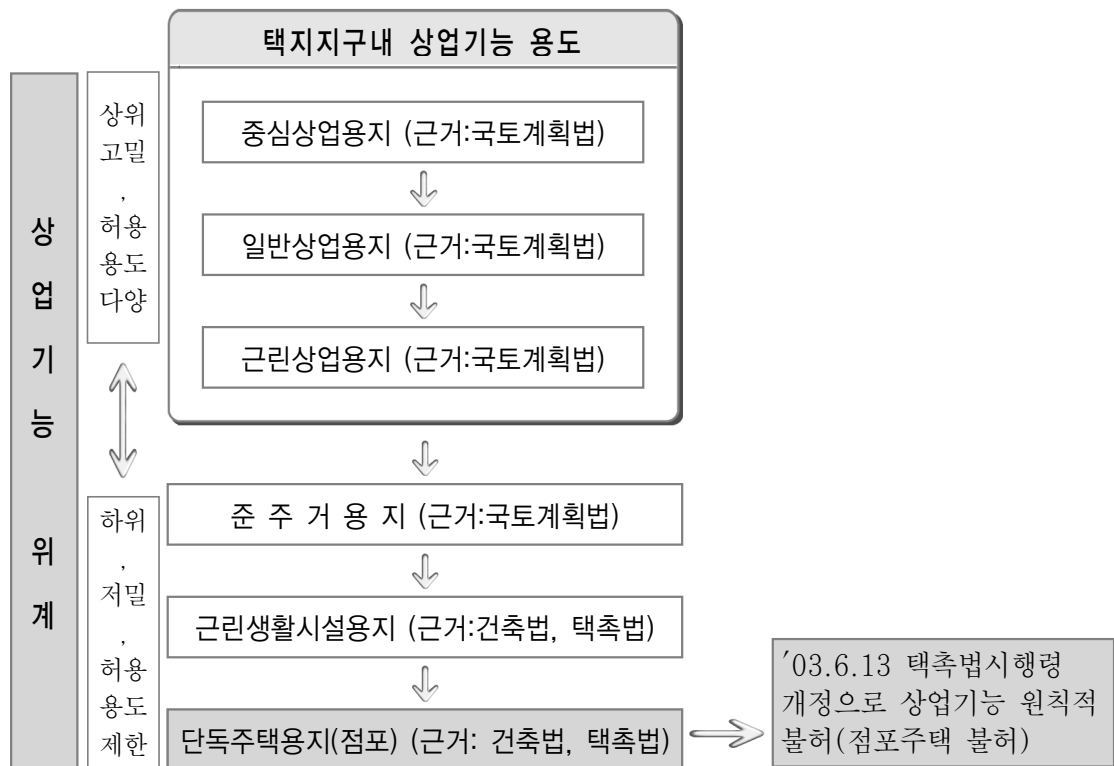 택지지구내 상업기능 용도
상
업
기
능
위
계
상위
고밀
,
허용
용도
다양
중심상업용지 (근거:국토계획법)
일반상업용지 (근거:국토계획법)
근린상업용지 (근거:국토계획법)
하위
,
저밀
,
허용
용도
제한
준 주 거 용 지 (근거:국토계획법)
근린생활시설용지 (근거:건축법, 택촉법)
단독주택용지(점포) (근거: 건축법, 택촉법)
′03.6.13 택촉법시행령
개정으로 상업기능 원칙적
불허(점포주택 불허)